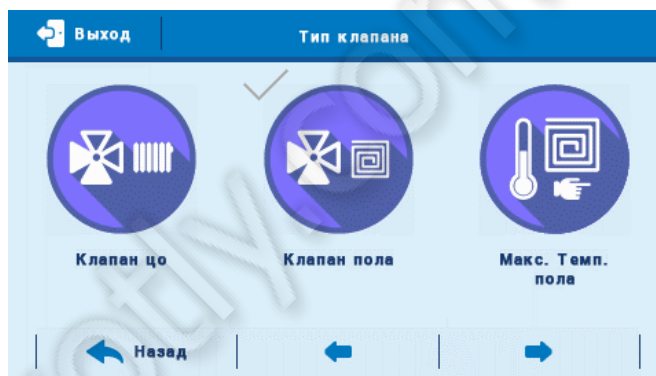 Выход
Тип клапана
Клапан цо
Клапан пола
Макс. Темп.
пола
Назад